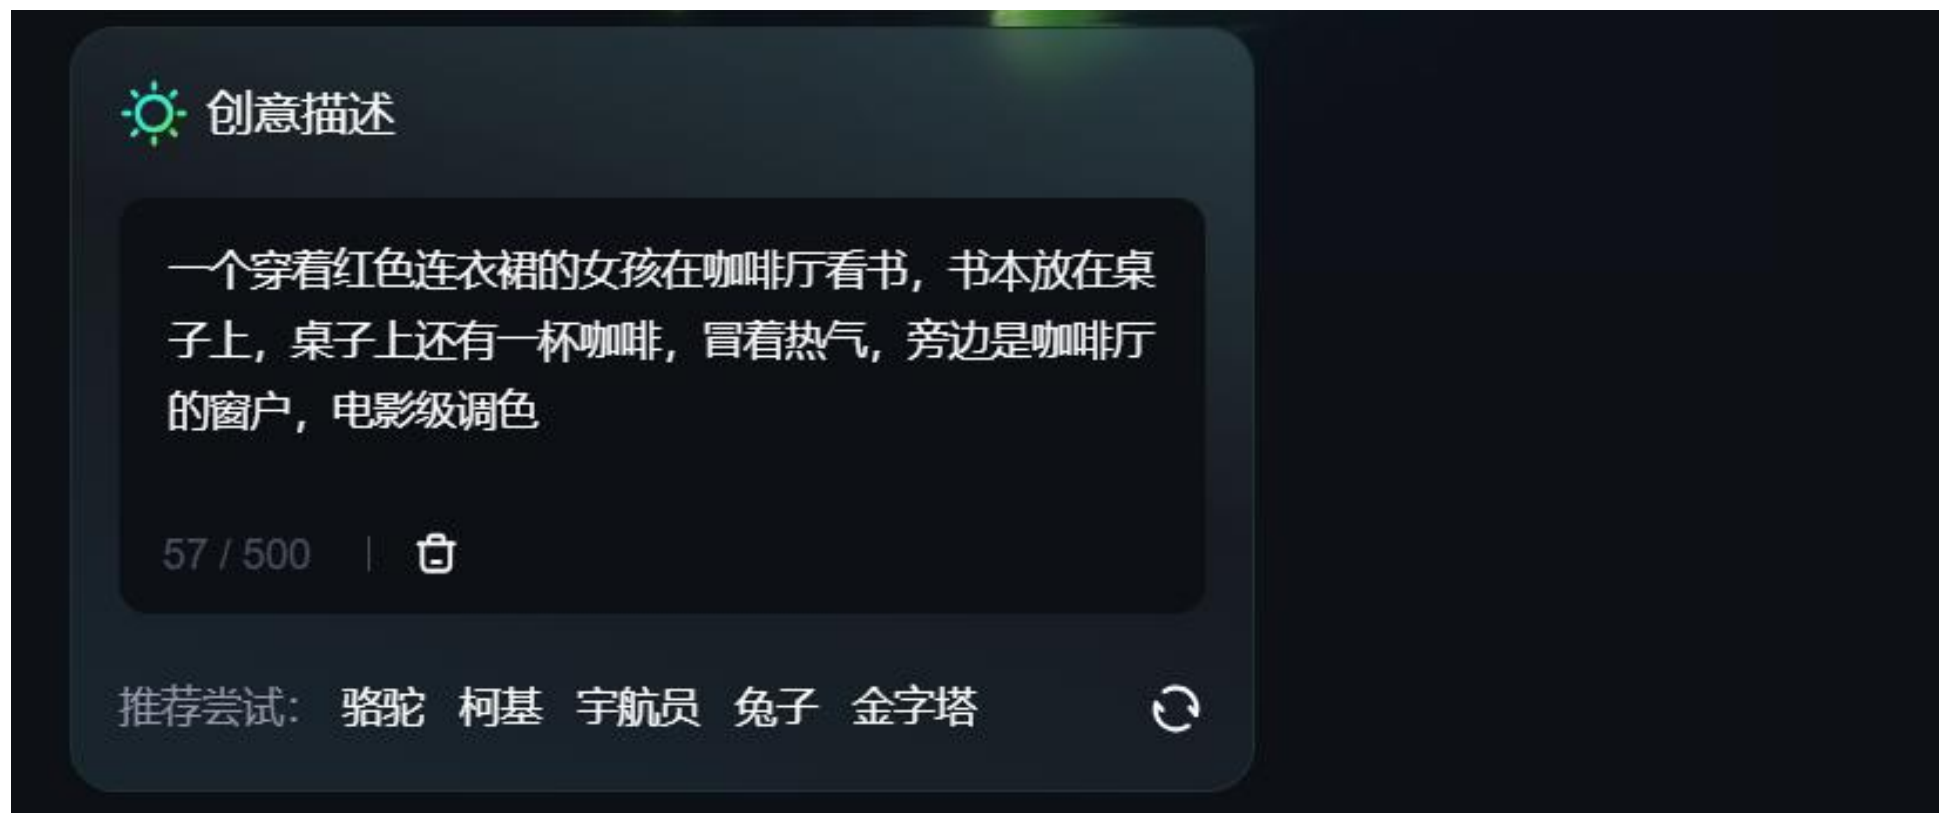 创意描述
一个穿着红色连衣裙的女孩在咖啡厅看书，书本放在桌
子上，桌子上还有一杯咖啡，冒着热气，旁边是咖啡厅
的窗户，电影级调色
57 / 500
推荐尝试： 骆驼 柯基 宇航员 兔子 金字塔